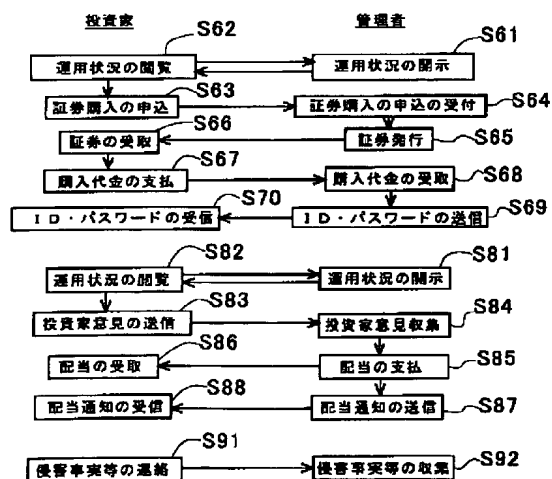 投資家 管理者
S62 S61
運用状況の閲覧 運用状況の開示
S63
証券購入の申込 証券購入の申込の受付 S64
S66
証券の受取 証券発行 S65
S67
購入代金の支払 購入代金の受取 S68
S70
ID・パスワードの受信 ID・パスワードの送信 S69
S82 S81
運用状況の閲覧 運用状況の開示
S83 S84
投資家意見の送信 投資家意見収集
S86
配当の受取 配当の支払 S85
S88
配当通知の受信 配当通知の送信 S87
S91
侵害事実等の連絡 侵害事実等の収集 S92